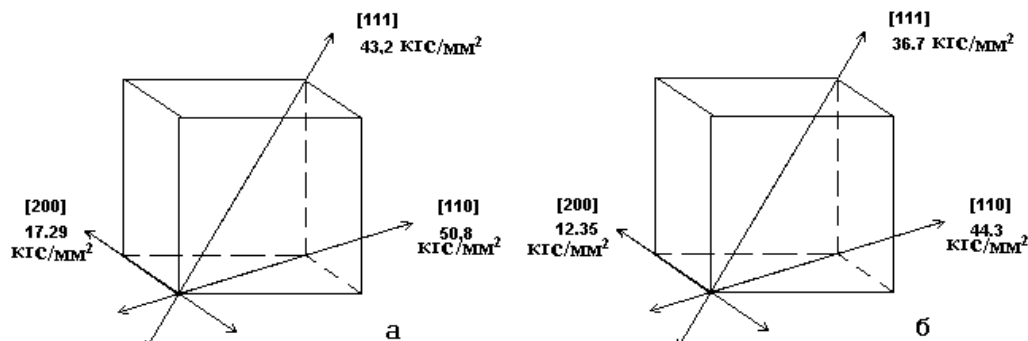 [111]
43,2 кгс/мм²
[200]
17.29
кгс/мм²
[110]
50,8
кгс/мм²
а
[111]
36.7 кгс/мм²
[200]
12.35
кгс/мм²
[110]
44.3
кгс/мм²
б